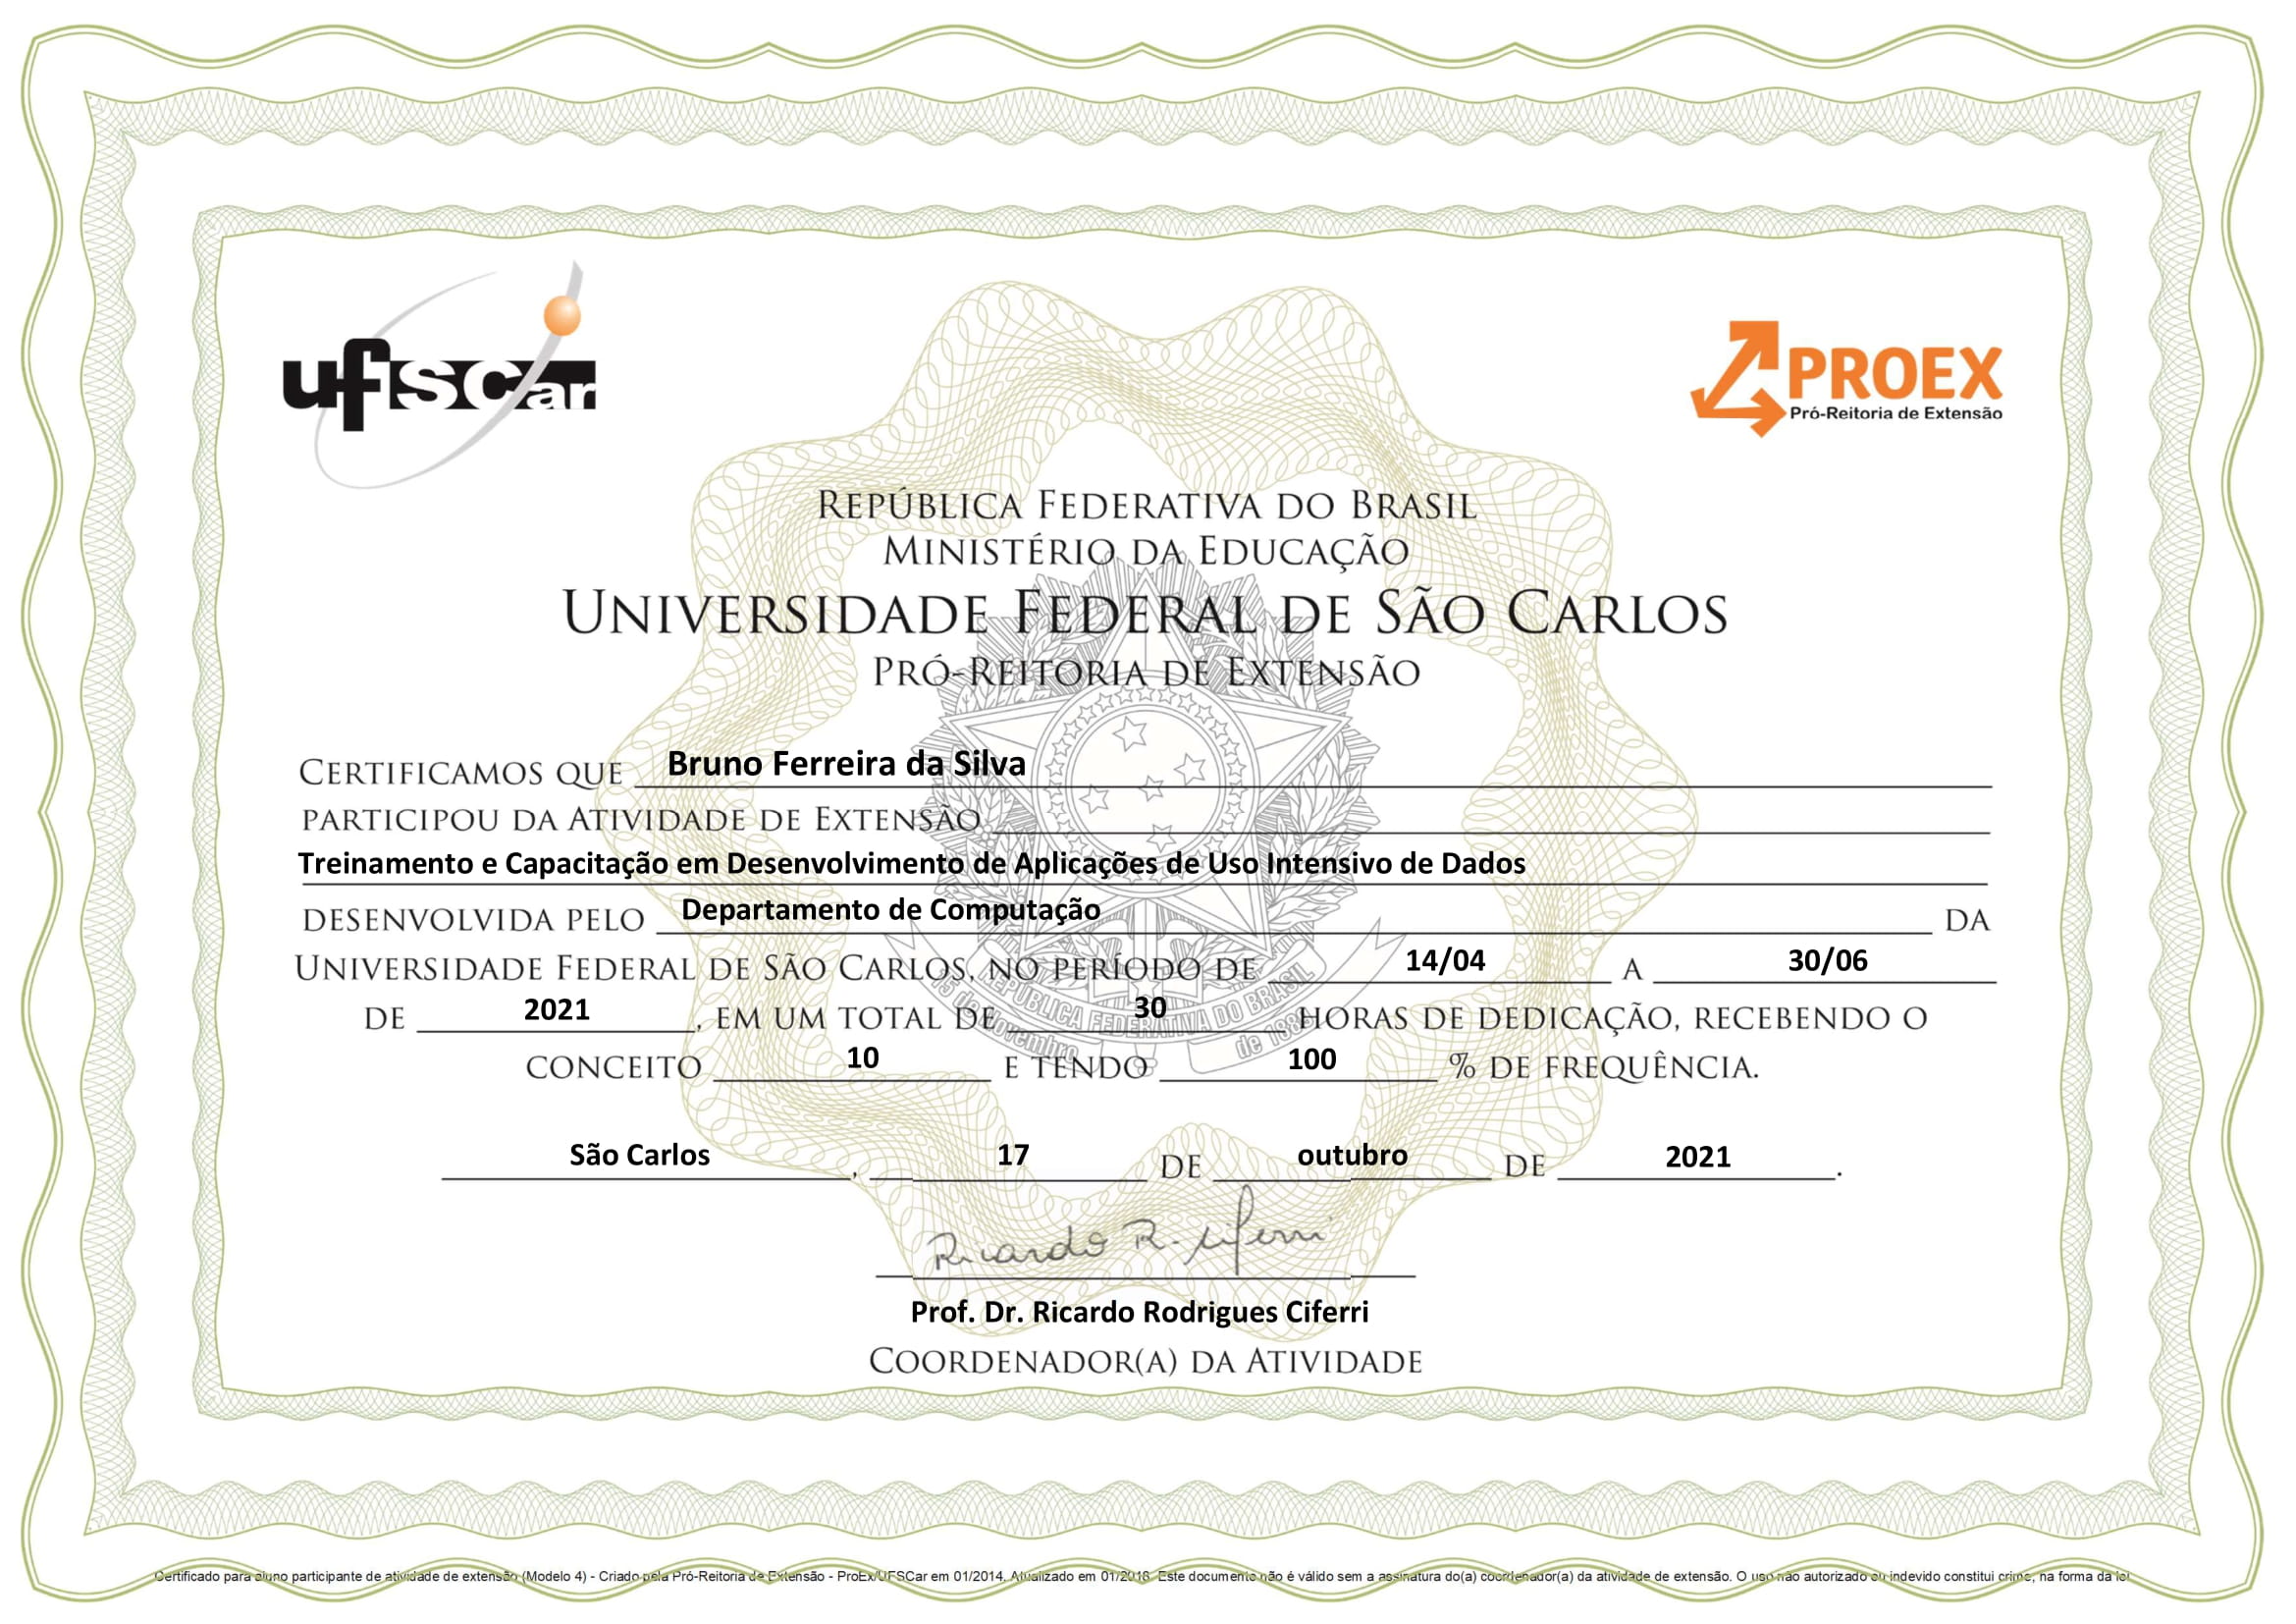 ufscar
PROEX
Pró-Reitoria de Extensão
República Federativa do Brasil
Ministério da Educação
Universidade Federal de São Carlos
Pró-Reitoria de Extensão
Certificamos que Bruno Ferreira da Silva
participou da Atividade de Extensão
Treinamento e Capacitação em Desenvolvimento de Aplicações de Uso Intensivo de Dados
desenvolvida pelo Departamento de Computação da
Universidade Federal de São Carlos, no período de 14/04 a 30/06
de 2021, em um total de 30 horas de dedicação, recebendo o
conceito 10 e tendo 100 % de frequência.
República Federativa do Brasil
15 de Novembro de 1889
São Carlos, 17 de outubro de 2021.
Ricardo R. Ciferri
Prof. Dr. Ricardo Rodrigues Ciferri
Coordenador(a) da Atividade
Certificado para aluno participante de atividade de extensão (Modelo 4) - Criado pela Pró-Reitoria de Extensão - ProEx/UFSCar em 01/2014. Atualizado em 01/2016. Este documento não é válido sem a assinatura do(a) coordenador(a) da atividade de extensão. O uso não autorizado ou indevido constitui crime, na forma da lei.